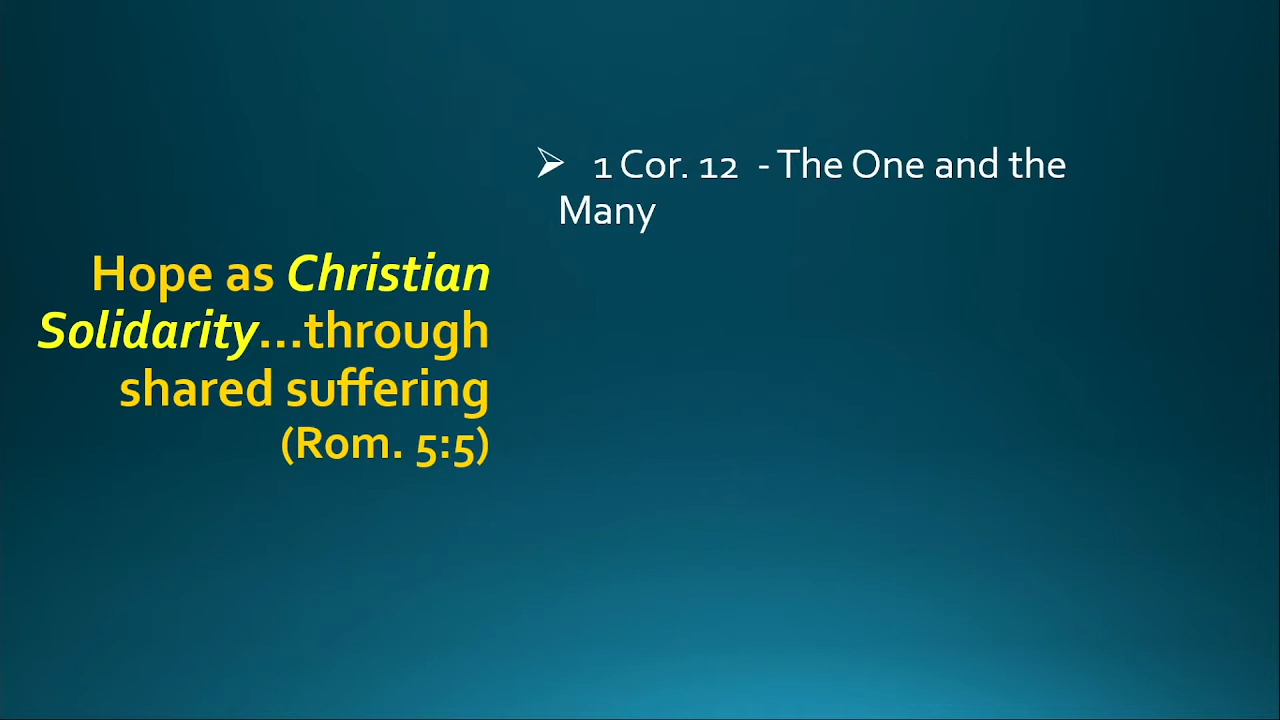 Hope as Christian
Solidarity...through
shared suffering
(Rom. 5:5)
➢ 1 Cor. 12 - The One and the
Many